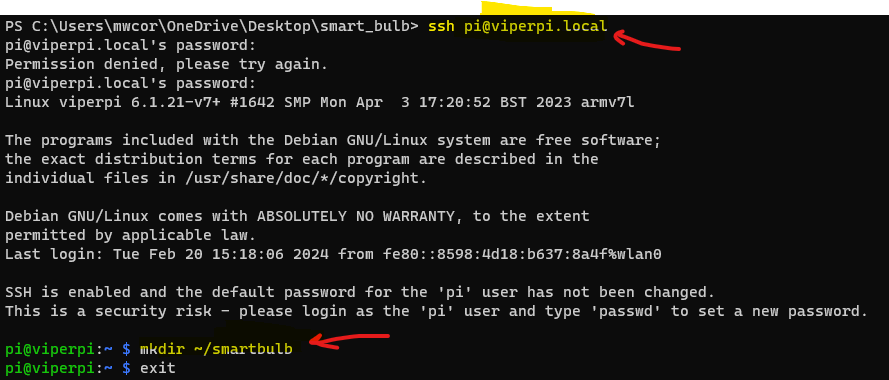 PS C:\Users\mwcor\OneDrive\Desktop\smart_bulb> ssh pi@viperpi.local
pi@viperpi.local's password:
Permission denied, please try again.
pi@viperpi.local's password:
Linux viperpi 6.1.21-v7+ #1642 SMP Mon Apr  3 17:20:52 BST 2023 armv7l
The programs included with the Debian GNU/Linux system are free software;
the exact distribution terms for each program are described in the
individual files in /usr/share/doc/*/copyright.
Debian GNU/Linux comes with ABSOLUTELY NO WARRANTY, to the extent
permitted by applicable law.
Last login: Tue Feb 20 15:18:06 2024 from fe80::8598:4d18:b637:8a4f%wlan0
SSH is enabled and the default password for the 'pi' user has not been changed.
This is a security risk - please login as the 'pi' user and type 'passwd' to set a new password.
pi@viperpi:~ $ mkdir ~/smartbulb
pi@viperpi:~ $ exit